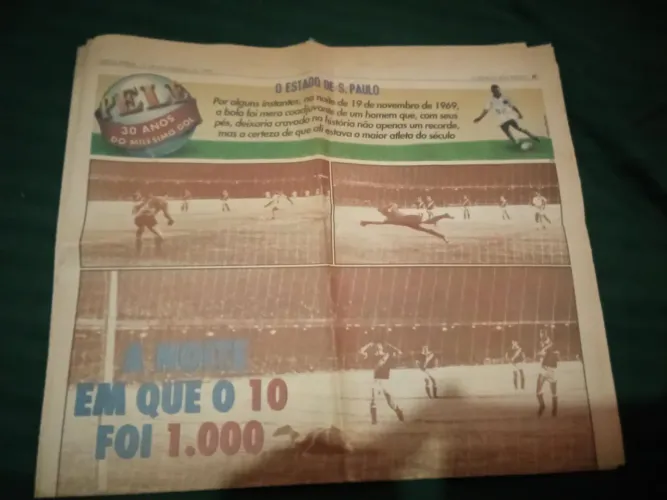 PELÉ
30 ANOS
DO MILÉSIMO GOL
O ESTADO DE S. PAULO
Por alguns instantes, na noite de 19 de novembro de 1969,
a bola foi mera coadjuvante de um homem que, com seus
pés, deixaria cravado na história não apenas um recorde,
mas a certeza de que ali estava o maior atleta do século
A NOITE
EM QUE O 10
FOI 1.000